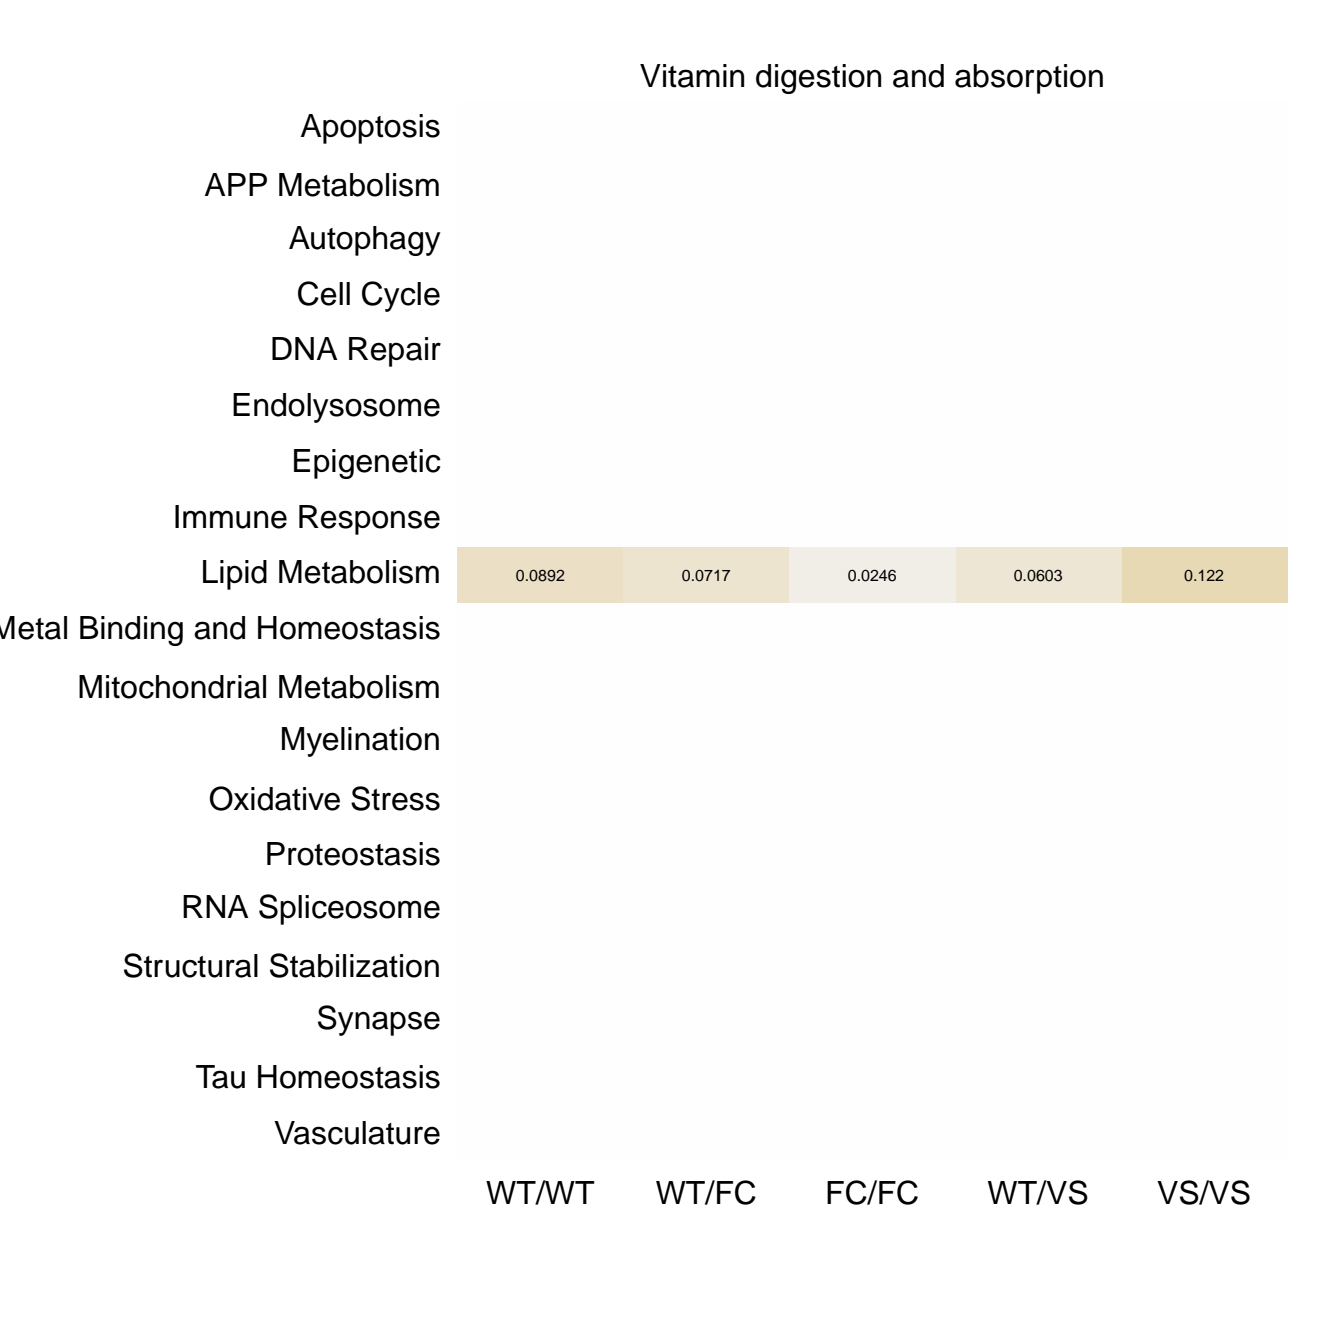 Vitamin digestion and absorption
Apoptosis
APP Metabolism
Autophagy
Cell Cycle
DNA Repair
Endolysosome
Epigenetic
Immune Response
Lipid Metabolism 0.0892 0.0717 0.0246 0.0603 0.122
Metal Binding and Homeostasis
Mitochondrial Metabolism
Myelination
Oxidative Stress
Proteostasis
RNA Spliceosome
Structural Stabilization
Synapse
Tau Homeostasis
Vasculature
WT/WT WT/FC FC/FC WT/VS VS/VS